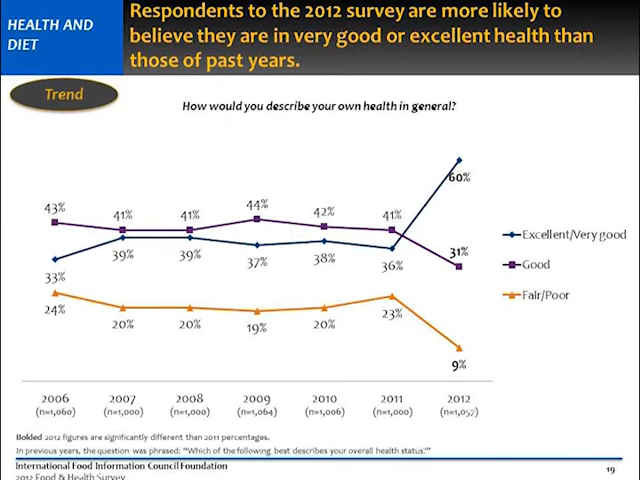 HEALTH AND
DIET
Respondents to the 2012 survey are more likely to
believe they are in very good or excellent health than
those of past years.
Trend
How would you describe your own health in general?
60%
43% 41% 41% 44% 42% 41%
39% 39% 37% 38% 36%
31%
33%
24% 20% 20% 19% 20% 23%
9%
Excellent/Very good
Good
Fair/Poor
2006 2007 2008 2009 2010 2011 2012
(n=1,060) (n=1,000) (n=1,000) (n=1,064) (n=1,006) (n=1,000) (n=1,057)
Bolded 2012 figures are significantly different than 2011 percentages.
In previous years, the question was phrased: "Which of the following best describes your overall health status?"
International Food Information Council Foundation
2012 Food & Health Survey
19